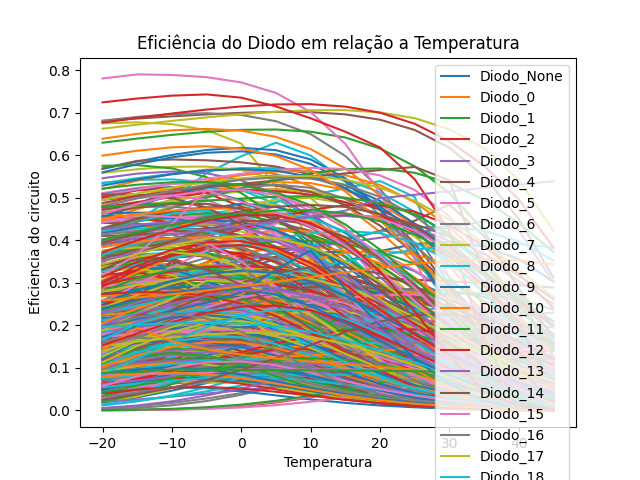 Eficiência do Diodo em relação a Temperatura
Eficiencia do circuito
0.8
0.7
0.6
0.5
0.4
0.3
0.2
0.1
0.0
−20
−10
0
10
20
30
40
Temperatura
Diodo_None
Diodo_0
Diodo_1
Diodo_2
Diodo_3
Diodo_4
Diodo_5
Diodo_6
Diodo_7
Diodo_8
Diodo_9
Diodo_10
Diodo_11
Diodo_12
Diodo_13
Diodo_14
Diodo_15
Diodo_16
Diodo_17
Diodo_18